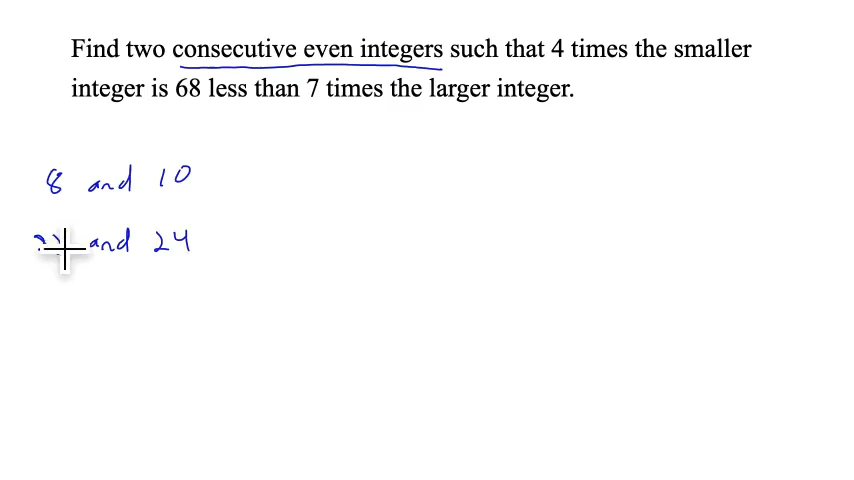 Find two consecutive even integers such that 4 times the smaller
integer is 68 less than 7 times the larger integer.
8 and 10
and 24